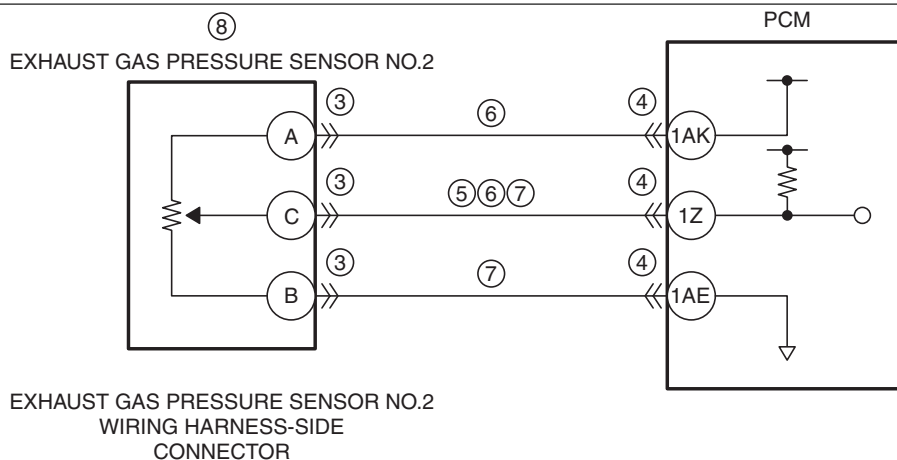 ⑧
EXHAUST GAS PRESSURE SENSOR NO.2
PCM
③ ⑥ ④
A 1AK
③ ⑤⑥⑦ ④
C 1Z
③ ⑦ ④
B 1AE
EXHAUST GAS PRESSURE SENSOR NO.2
WIRING HARNESS-SIDE
CONNECTOR